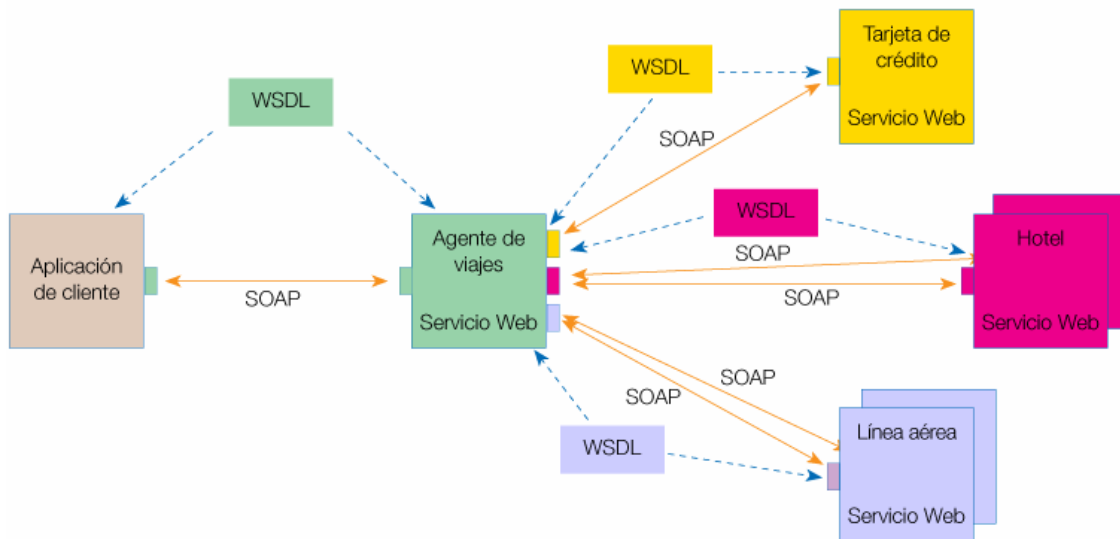 WSDL
WSDL
Tarjeta de
crédito
Servicio Web
SOAP
WSDL
Aplicación
de cliente
SOAP
Agente de
viajes
Servicio Web
SOAP
SOAP
Hotel
Servicio Web
SOAP
SOAP
WSDL
Línea aérea
Servicio Web